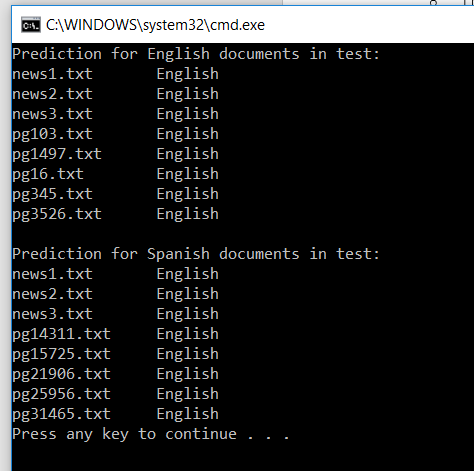 C:\WINDOWS\system32\cmd.exe
Prediction for English documents in test:
news1.txt English
news2.txt English
news3.txt English
pg103.txt English
pg1497.txt English
pg16.txt English
pg345.txt English
pg3526.txt English

Prediction for Spanish documents in test:
news1.txt English
news2.txt English
news3.txt English
pg14311.txt English
pg15725.txt English
pg21906.txt English
pg25956.txt English
pg31465.txt English
Press any key to continue . . .